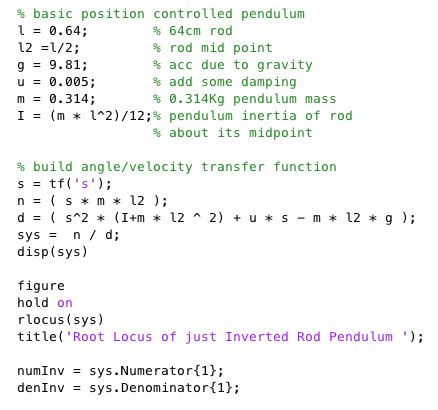 % basic position controlled pendulum
l = 0.64;        % 64cm rod
l2 =l/2;         % rod mid point
g = 9.81;        % acc due to gravity
u = 0.005;       % add some damping
m = 0.314;       % 0.314Kg pendulum mass
I = (m * l^2)/12;% pendulum inertia of rod
                 % about its midpoint

% build angle/velocity transfer function
s = tf('s');
n = ( s * m * l2 );
d = ( s^2 * (I+m * l2 ^ 2) + u * s − m * l2 * g );
sys =  n / d;
disp(sys)

figure
hold on
rlocus(sys)
title('Root Locus of just Inverted Rod Pendulum ');

numInv = sys.Numerator{1};
denInv = sys.Denominator{1};